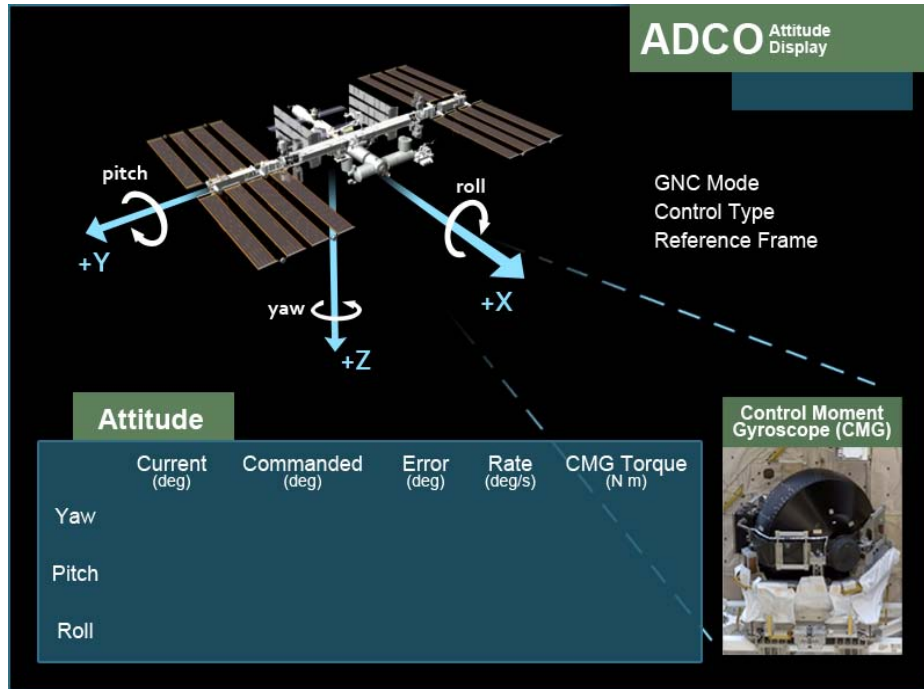 ADCO Attitude
Display
pitch
roll
+Y
yaw
+X
+Z
GNC Mode
Control Type
Reference Frame
Attitude
Control Moment
Gyroscope (CMG)
Current Commanded Error Rate CMG Torque
(deg) (deg) (deg) (deg/s) (N m)
Yaw
Pitch
Roll